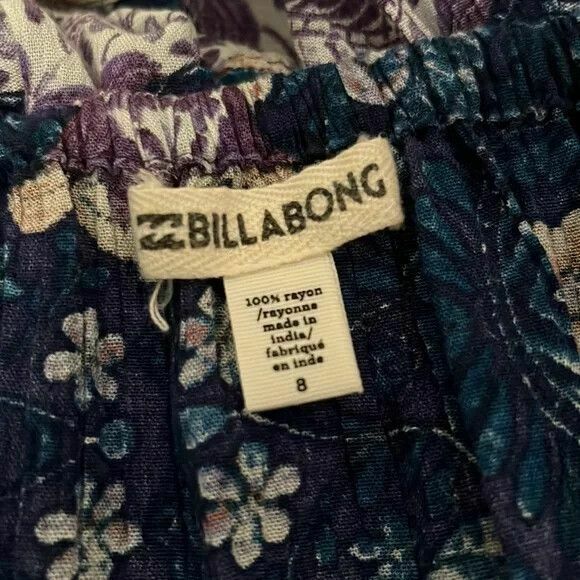 BILLABONG
100% rayon
/rayonne
made in
india/
fabriqué
en inde
8